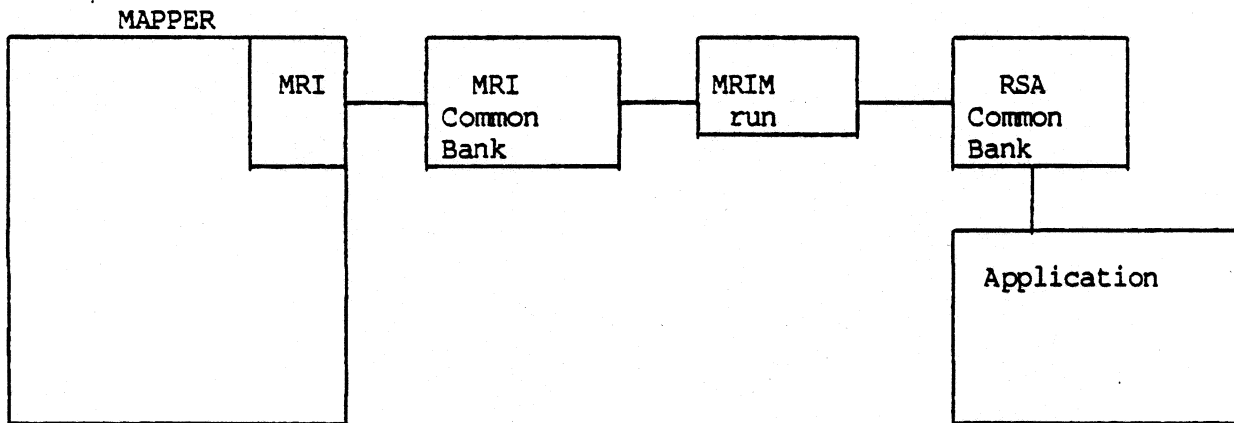 MAPPER
MRI
MRI
Common
Bank
MRIM
run
RSA
Common
Bank
Application